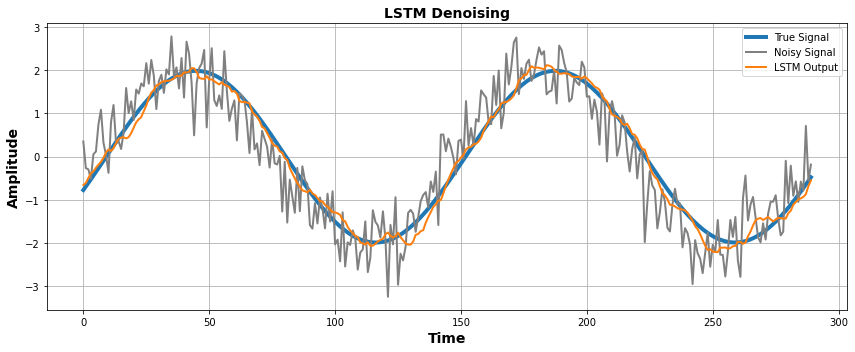 LSTM Denoising
True Signal
Noisy Signal
LSTM Output
Amplitude
3
2
1
0
−1
−2
−3
0
50
100
150
200
250
300
Time